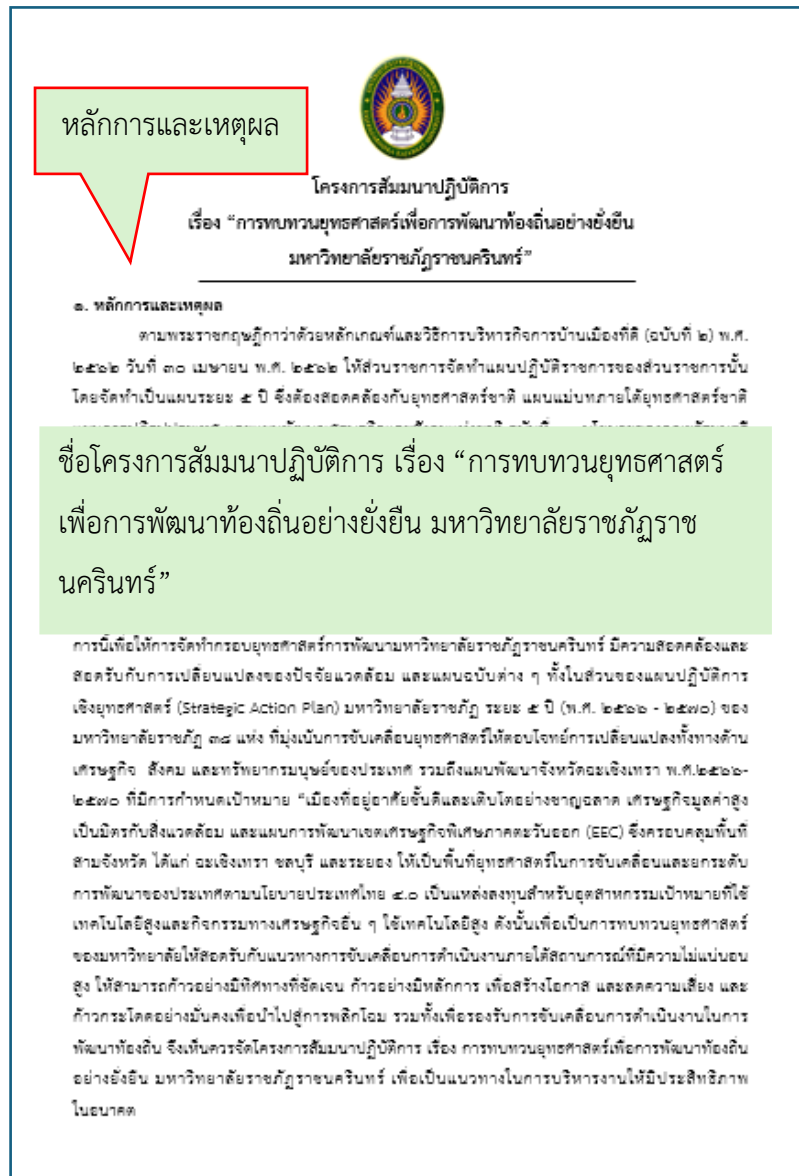 หลักการและเหตุผล
โครงการสัมมนาปฏิบัติการ
เรื่อง “การทบทวนยุทธศาสตร์เพื่อการพัฒนาท้องถิ่นอย่างยั่งยืน
มหาวิทยาลัยราชภัฏราชนครินทร์”
๑. หลักการและเหตุผล
ตามพระราชกฤษฎีกาว่าด้วยหลักเกณฑ์และวิธีการบริหารกิจการบ้านเมืองที่ดี (ฉบับที่ ๒) พ.ศ.
๒๕๖๒ วันที่ ๓๐ เมษายน พ.ศ. ๒๕๖๒ ให้ส่วนราชการจัดทำแผนปฏิบัติราชการของส่วนราชการนั้น
โดยจัดทำเป็นแผนระยะ ๕ ปี ซึ่งต้องสอดคล้องกับยุทธศาสตร์ชาติ แผนแม่บทภายใต้ยุทธศาสตร์ชาติ
ชื่อโครงการสัมมนาปฏิบัติการ เรื่อง “การทบทวนยุทธศาสตร์
เพื่อการพัฒนาท้องถิ่นอย่างยั่งยืน มหาวิทยาลัยราชภัฏราช
นครินทร์”
การนี้เพื่อให้การจัดทำกรอบยุทธศาสตร์การพัฒนามหาวิทยาลัยราชภัฏราชนครินทร์ มีความสอดคล้องและ
สอดรับกับการเปลี่ยนแปลงของปัจจัยแวดล้อม และแผนฉบับต่าง ๆ ทั้งในส่วนของแผนปฏิบัติการ
เชิงยุทธศาสตร์ (Strategic Action Plan) มหาวิทยาลัยราชภัฏ ระยะ ๕ ปี (พ.ศ. ๒๕๖๖ - ๒๕๗๐) ของ
มหาวิทยาลัยราชภัฏ ๓๘ แห่ง ที่มุ่งเน้นการขับเคลื่อนยุทธศาสตร์ให้ตอบโจทย์การเปลี่ยนแปลงทั้งทางด้าน
เศรษฐกิจ สังคม และทรัพยากรมนุษย์ของประเทศ รวมถึงแผนพัฒนาจังหวัดฉะเชิงเทรา พ.ศ.๒๕๖๖-
๒๕๗๐ ที่มีการกำหนดเป้าหมาย “เมืองที่อยู่อาศัยชั้นดีและเติบโตอย่างชาญฉลาด เศรษฐกิจมูลค่าสูง
เป็นมิตรกับสิ่งแวดล้อม และแผนการพัฒนาเขตเศรษฐกิจพิเศษภาคตะวันออก (EEC) ซึ่งครอบคลุมพื้นที่
สามจังหวัด ได้แก่ ฉะเชิงเทรา ชลบุรี และระยอง ให้เป็นพื้นที่ยุทธศาสตร์ในการขับเคลื่อนและยกระดับ
การพัฒนาของประเทศตามนโยบายประเทศไทย ๔.๐ เป็นแหล่งลงทุนสำหรับอุตสาหกรรมเป้าหมายที่ใช้
เทคโนโลยีสูงและกิจกรรมทางเศรษฐกิจอื่น ๆ ใช้เทคโนโลยีสูง ดังนั้นเพื่อเป็นการทบทวนยุทธศาสตร์
ของมหาวิทยาลัยให้สอดรับกับแนวทางการขับเคลื่อนการดำเนินงานภายใต้สถานการณ์ที่มีความไม่แน่นอน
สูง ให้สามารถก้าวอย่างมีทิศทางที่ชัดเจน ก้าวอย่างมีหลักการ เพื่อสร้างโอกาส และลดความเสี่ยง และ
ก้าวกระโดดอย่างมั่นคงเพื่อนำไปสู่การพลิกโฉม รวมทั้งเพื่อรองรับการขับเคลื่อนการดำเนินงานในการ
พัฒนาท้องถิ่น จึงเห็นควรจัดโครงการสัมมนาปฏิบัติการ เรื่อง การทบทวนยุทธศาสตร์เพื่อการพัฒนาท้องถิ่น
อย่างยั่งยืน มหาวิทยาลัยราชภัฏราชนครินทร์ เพื่อเป็นแนวทางในการบริหารงานให้มีประสิทธิภาพ
ในอนาคต